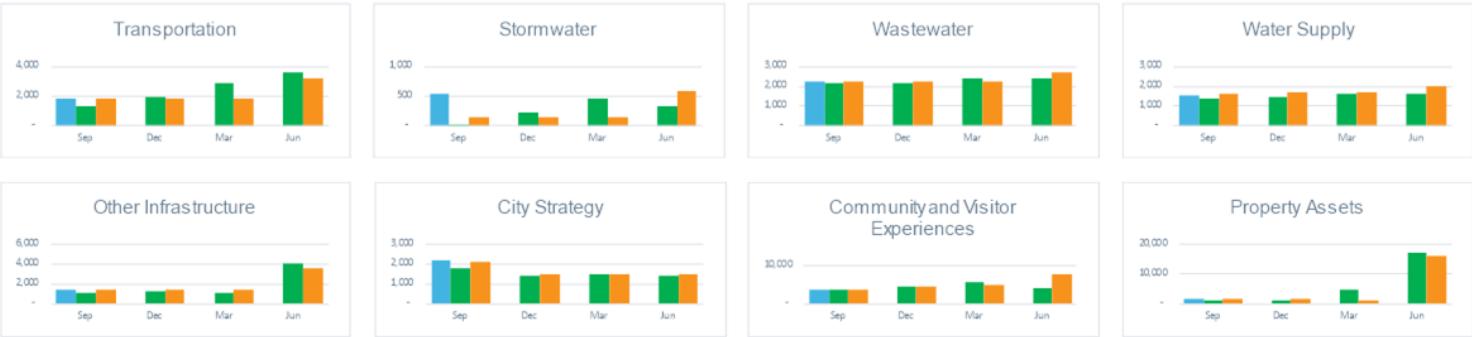 Transportation
4,000
2,000
-
Sep Dec Mar Jun
Stormwater
1,000
500
-
Sep Dec Mar Jun
Wastewater
3,000
2,000
1,000
-
Sep Dec Mar Jun
Water Supply
3,000
2,000
1,000
-
Sep Dec Mar Jun
Other Infrastructure
6,000
4,000
2,000
-
Sep Dec Mar Jun
City Strategy
3,000
2,000
1,000
-
Sep Dec Mar Jun
Community and Visitor
Experiences
10,000
-
Sep Dec Mar Jun
Property Assets
20,000
10,000
-
Sep Dec Mar Jun